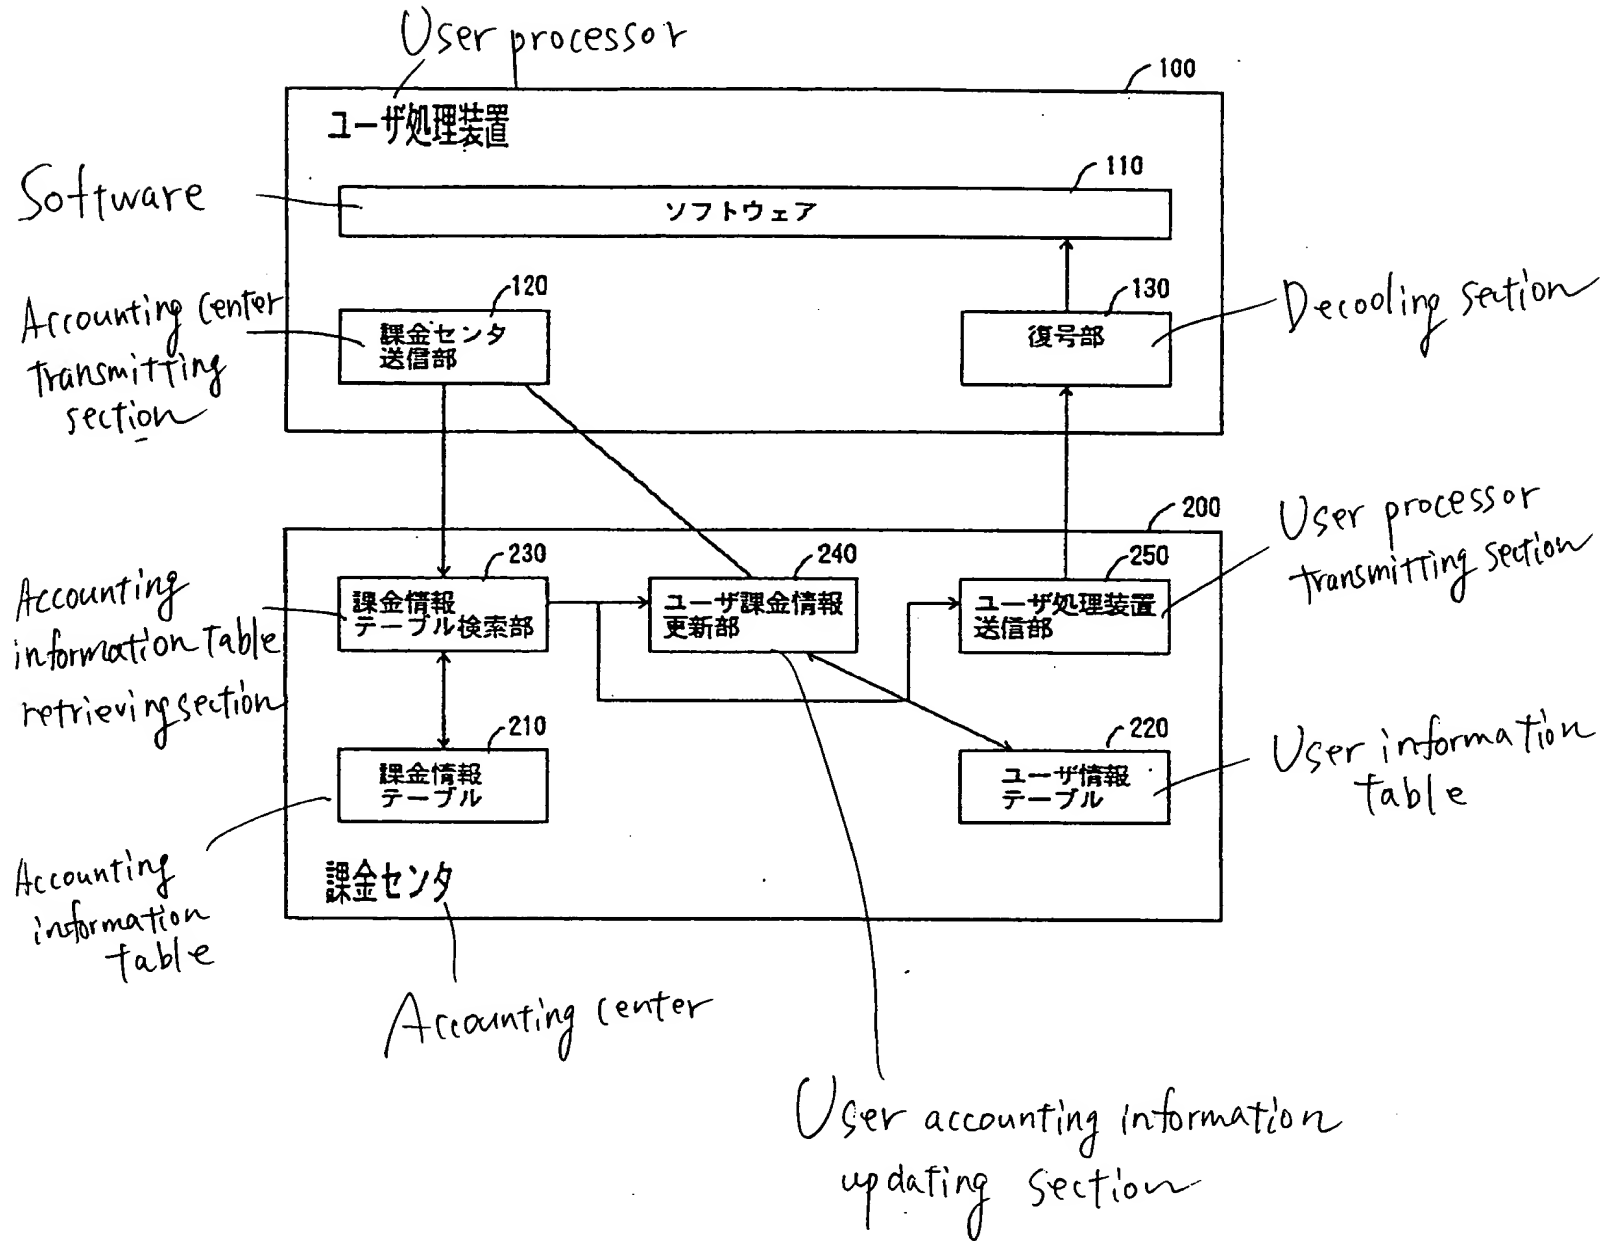 User processor
100
ユーザ処理装置
110
Software
ソフトウェア
120
130
Accounting center
transmitting
section
課金センタ
送信部
復号部
Decooling section
200
User processor
transmitting section
230
240
250
Accounting
information table
retrieving section
課金情報
テーブル検索部
ユーザ課金情報
更新部
ユーザ処理装置
送信部
210
220
課金情報
テーブル
ユーザ情報
テーブル
User information
table
Accounting
information
table
課金センタ
Accounting center
User accounting information
updating section